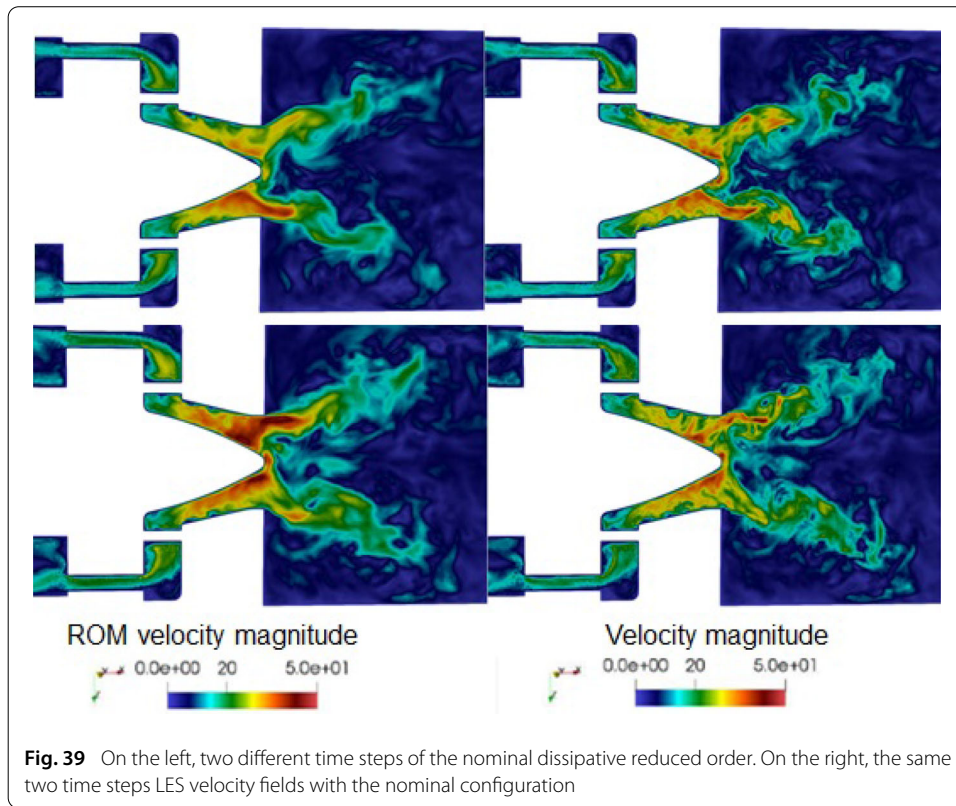 ROM velocity magnitude
0.0e+00 20 5.0e+01
Velocity magnitude
0.0e+00 20 5.0e+01
Fig. 39 On the left, two different time steps of the nominal dissipative reduced order. On the right, the same
two time steps LES velocity fields with the nominal configuration